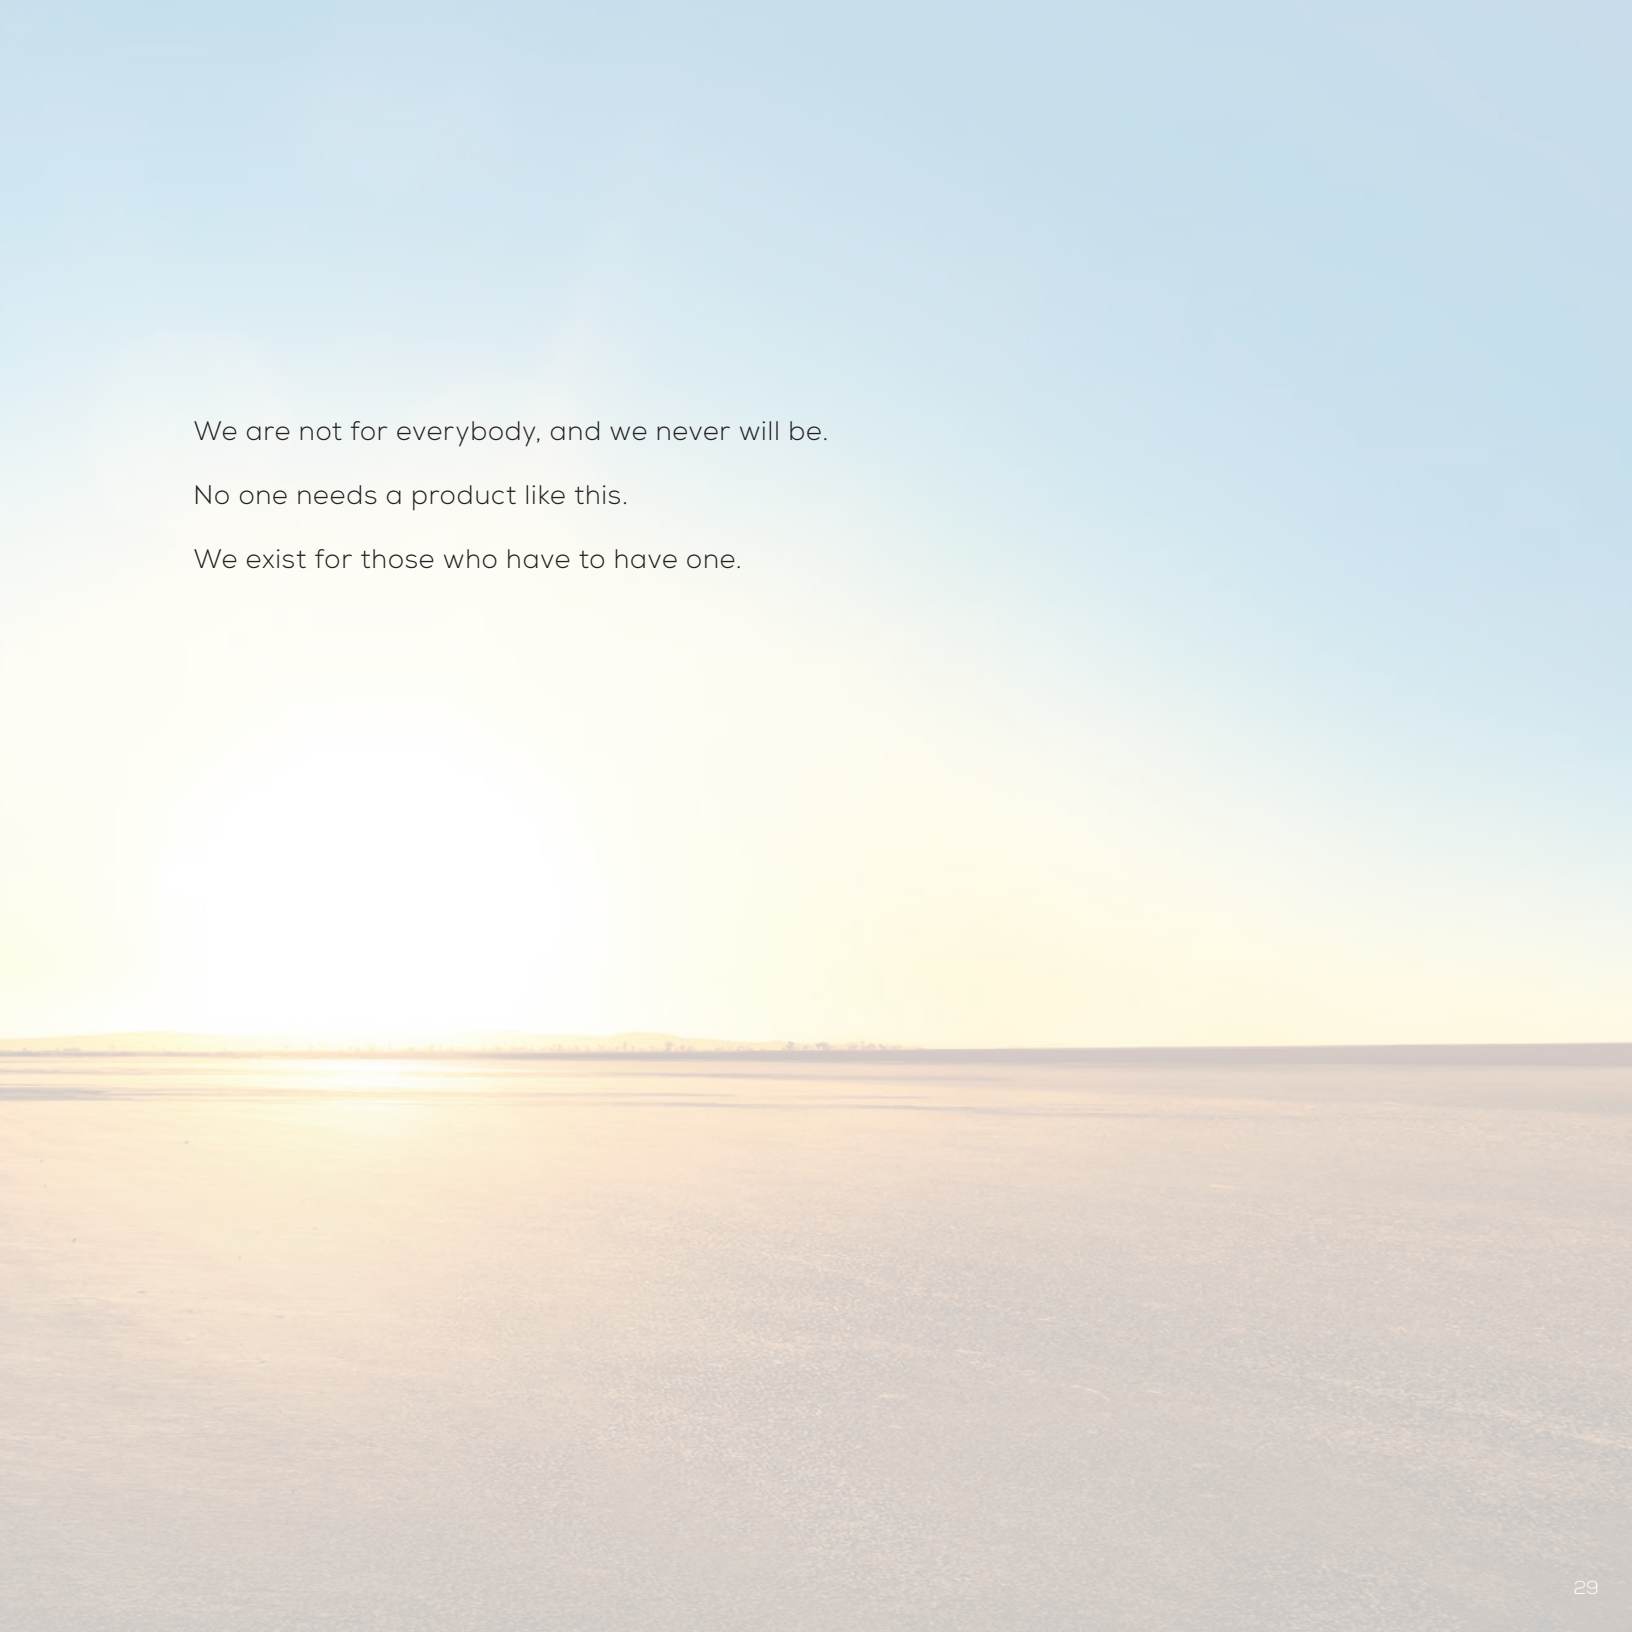 We are not for everybody, and we never will be.
No one needs a product like this.
We exist for those who have to have one.
29